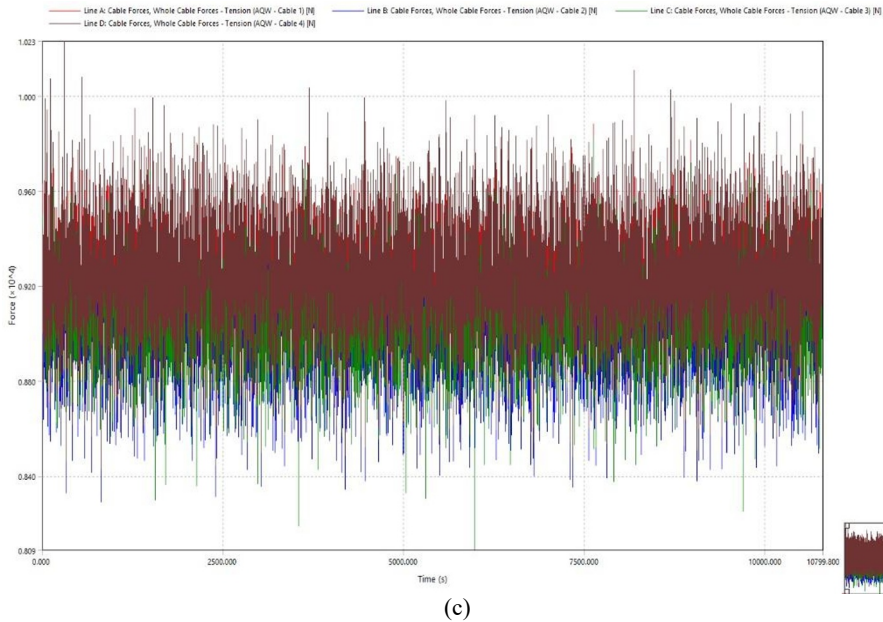 Line A: Cable Forces, Whole Cable Forces - Tension (AQW - Cable 1) [N]
Line B: Cable Forces, Whole Cable Forces - Tension (AQW - Cable 2) [N]
Line C: Cable Forces, Whole Cable Forces - Tension (AQW - Cable 3) [N]
Line D: Cable Forces, Whole Cable Forces - Tension (AQW - Cable 4) [N]
1.023
1.000
0.960
0.920
0.880
0.840
0.809
Force (×10^4)
0.000
2500.000
5000.000
7500.000
10000.000
10799.800
Time (s)
(c)